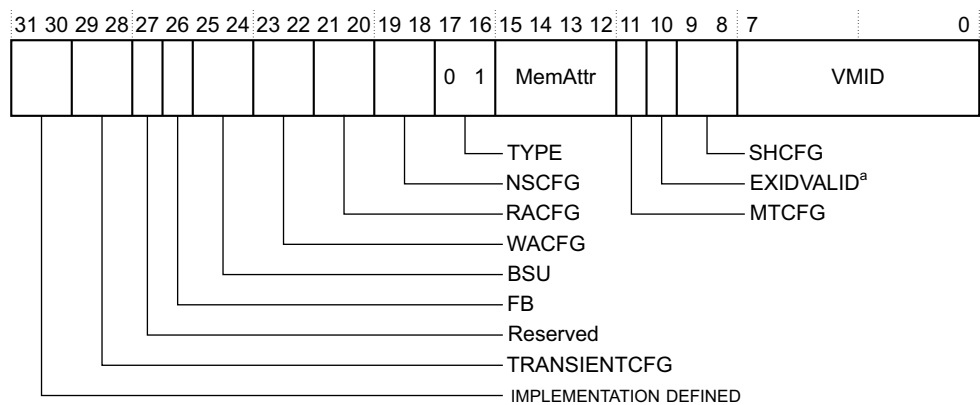 31 30 29 28 27 26 25 24 23 22 21 20 19 18 17 16 15 14 13 12 11 10 9 8 7 0
0 1 MemAttr VMID
TYPE SHCFG
NSCFG EXIDVALIDa
RACFG MTCFG
WACFG
BSU
FB
Reserved
TRANSIENTCFG
IMPLEMENTATION DEFINED